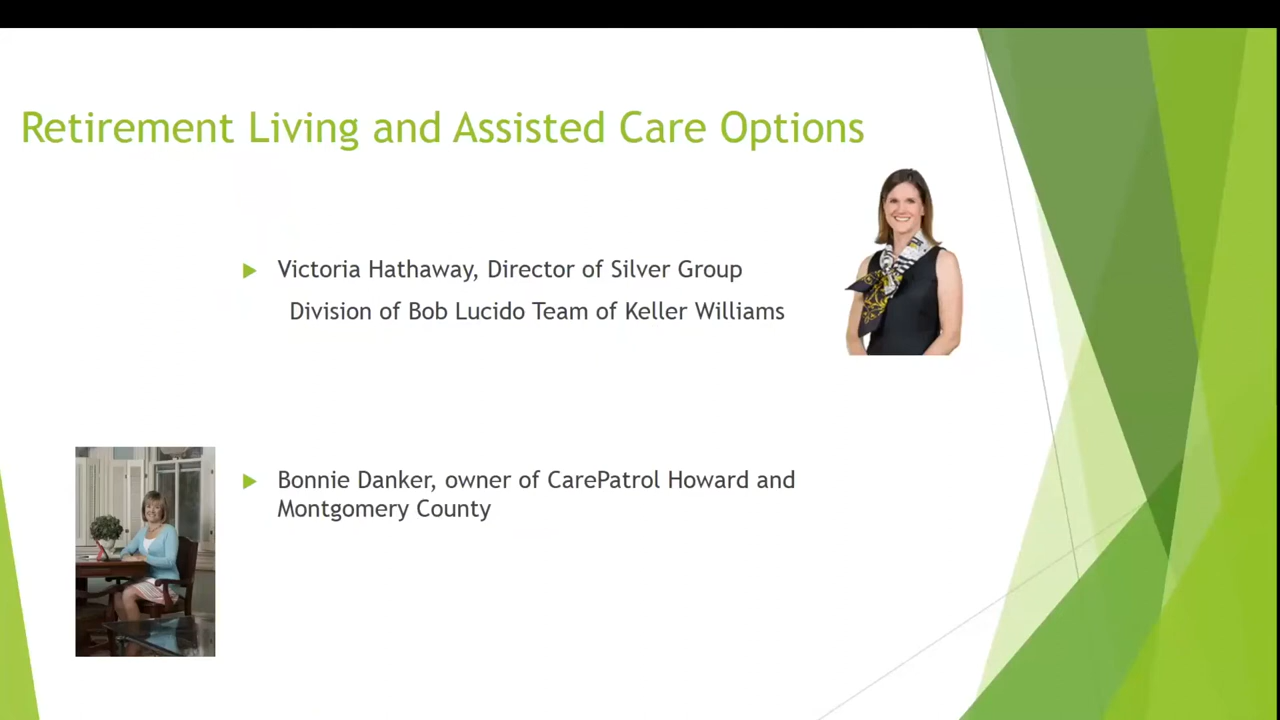 Retirement Living and Assisted Care Options
Victoria Hathaway, Director of Silver Group
Division of Bob Lucido Team of Keller Williams
Bonnie Danker, owner of CarePatrol Howard and
Montgomery County